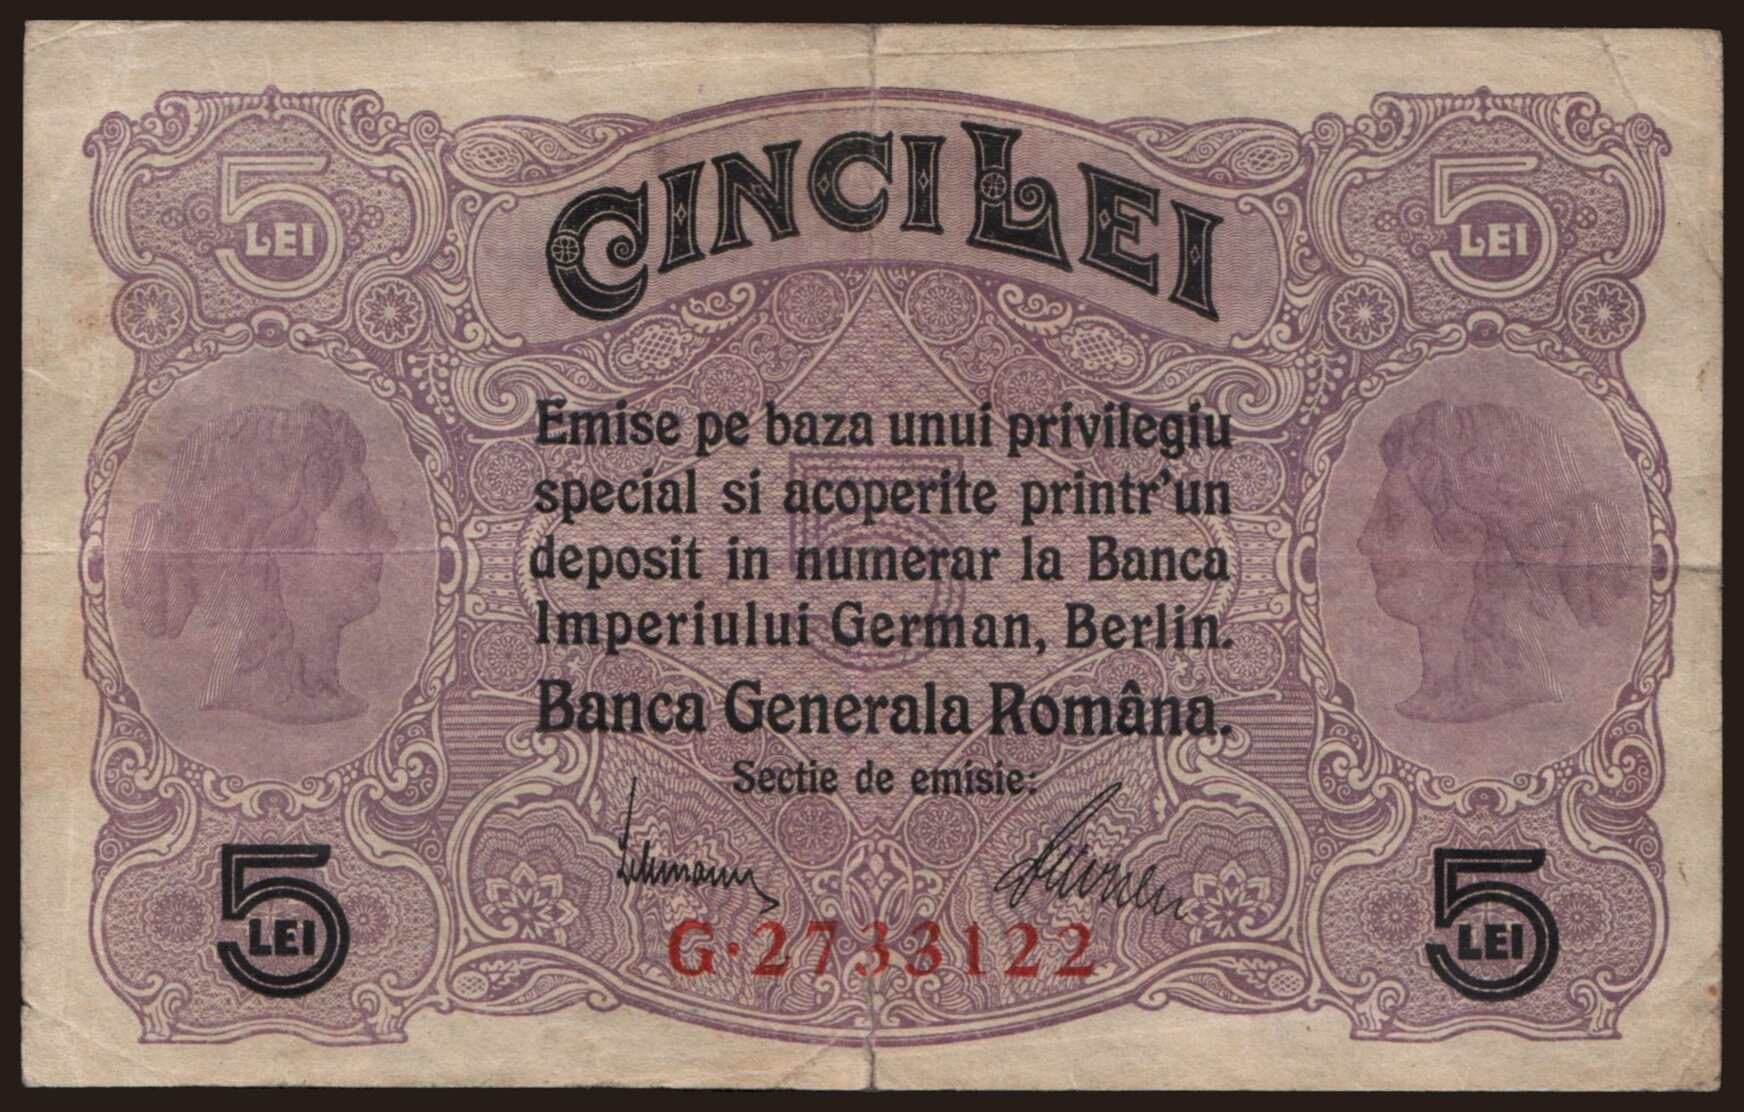 5 LEI
CINCI LEI
5 LEI
Emise pe baza unui privilegiu
special si acoperite printr'un
deposit in numerar la Banca
Imperiului German, Berlin.
Banca Generala Româna.
Sectie de emisie:
5 LEI
G·2733122
5 LEI